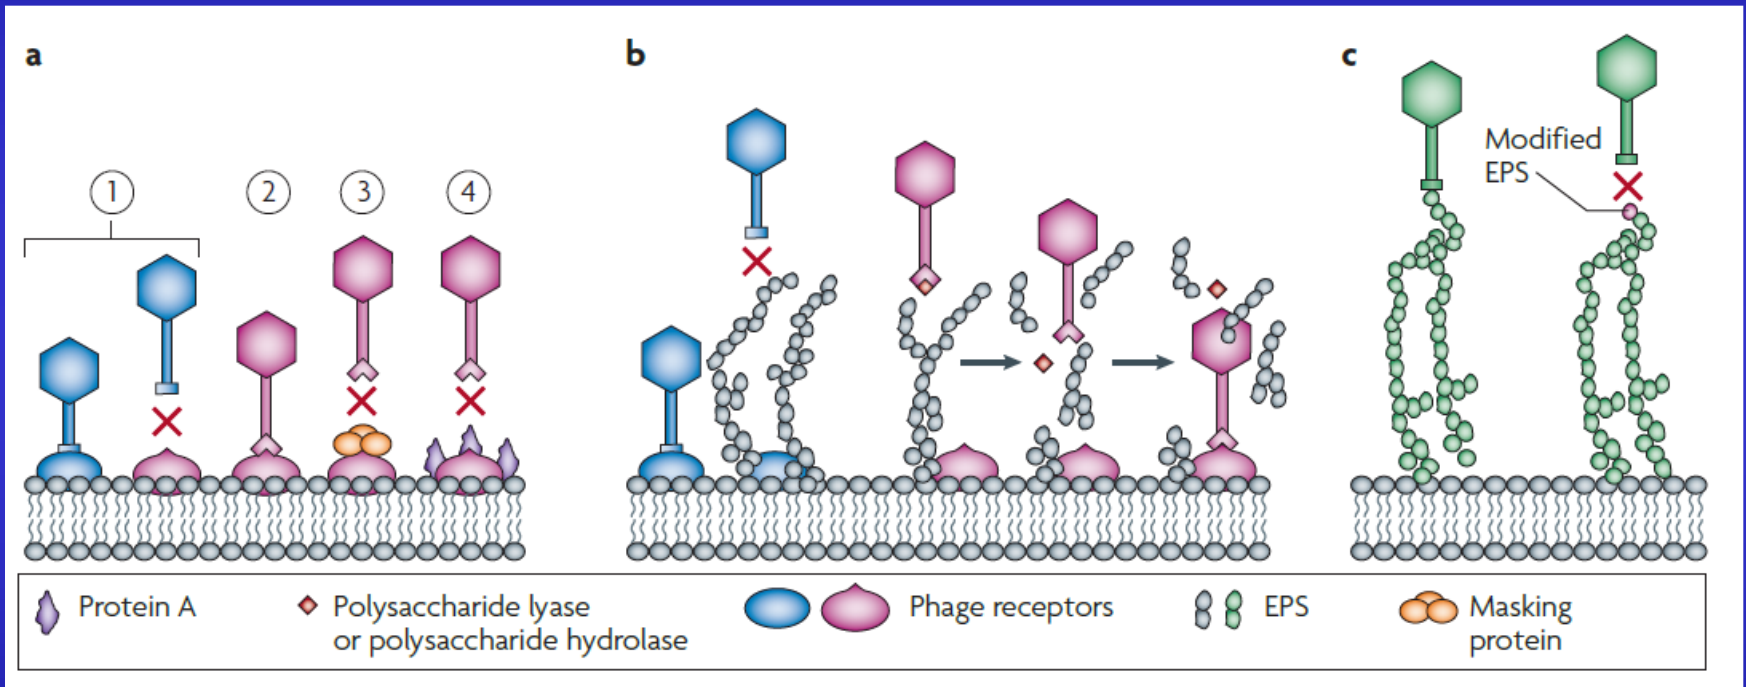 a
b
c
1
2
3
4
Modified
EPS
Protein A
Polysaccharide lyase
or polysaccharide hydrolase
Phage receptors
EPS
Masking
protein